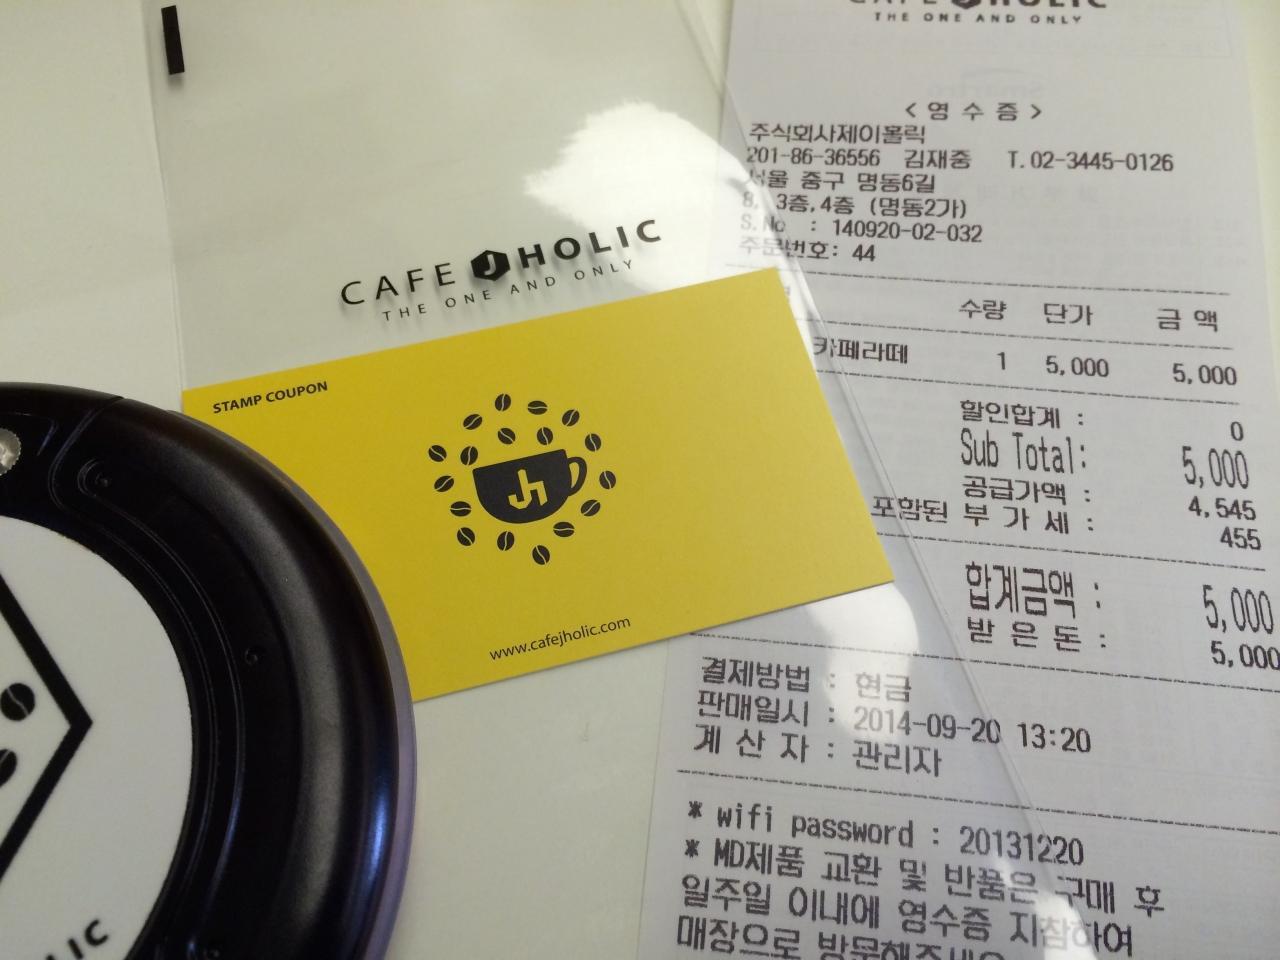 CAFE JHOLIC
THE ONE AND ONLY
STAMP COUPON
Jh
www.cafejholic.com
HOLIC
THE ONE AND ONLY
<영 수 증>
주식회사제이홀릭
201-86-36556 김재중 T.02-3445-0126
서울 중구 명동6길
8, 3층,4층 (명동2가)
S.No : 140920-02-032
주문번호: 44
수량 단가 금 액
카페라떼 1 5,000 5,000
할인합계 : 0
Sub Total: 5,000
공급가액 : 4,545
포함된 부 가 세 : 455
합계금액 : 5,000
받 은 돈 : 5,000
결제방법 : 현금
판매일시 : 2014-09-20 13:20
계 산 자 : 관리자
* wifi password : 20131220
* MD제품 교환 및 반품은 구매 후
일주일 이내에 영수증 지참하여
매장으로